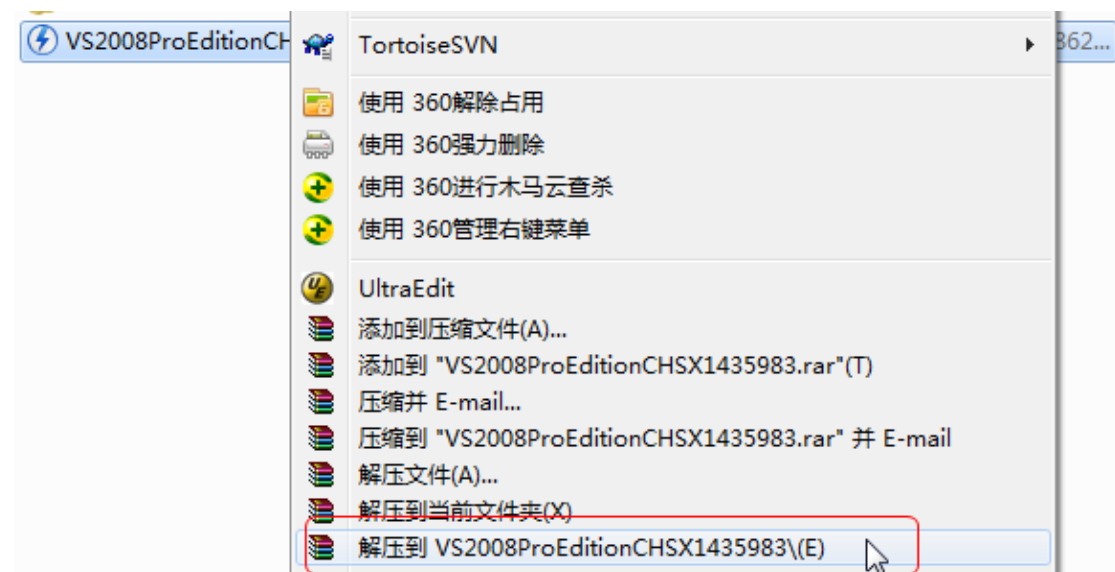 VS2008ProEditionCH
TortoiseSVN
862...
使用 360解除占用
使用 360强力删除
使用 360进行木马云查杀
使用 360管理右键菜单
UltraEdit
添加到压缩文件(A)...
添加到 "VS2008ProEditionCHSX1435983.rar"(T)
压缩并 E-mail...
压缩到 "VS2008ProEditionCHSX1435983.rar" 并 E-mail
解压文件(A)...
解压到当前文件夹(X)
解压到 VS2008ProEditionCHSX1435983\(E)